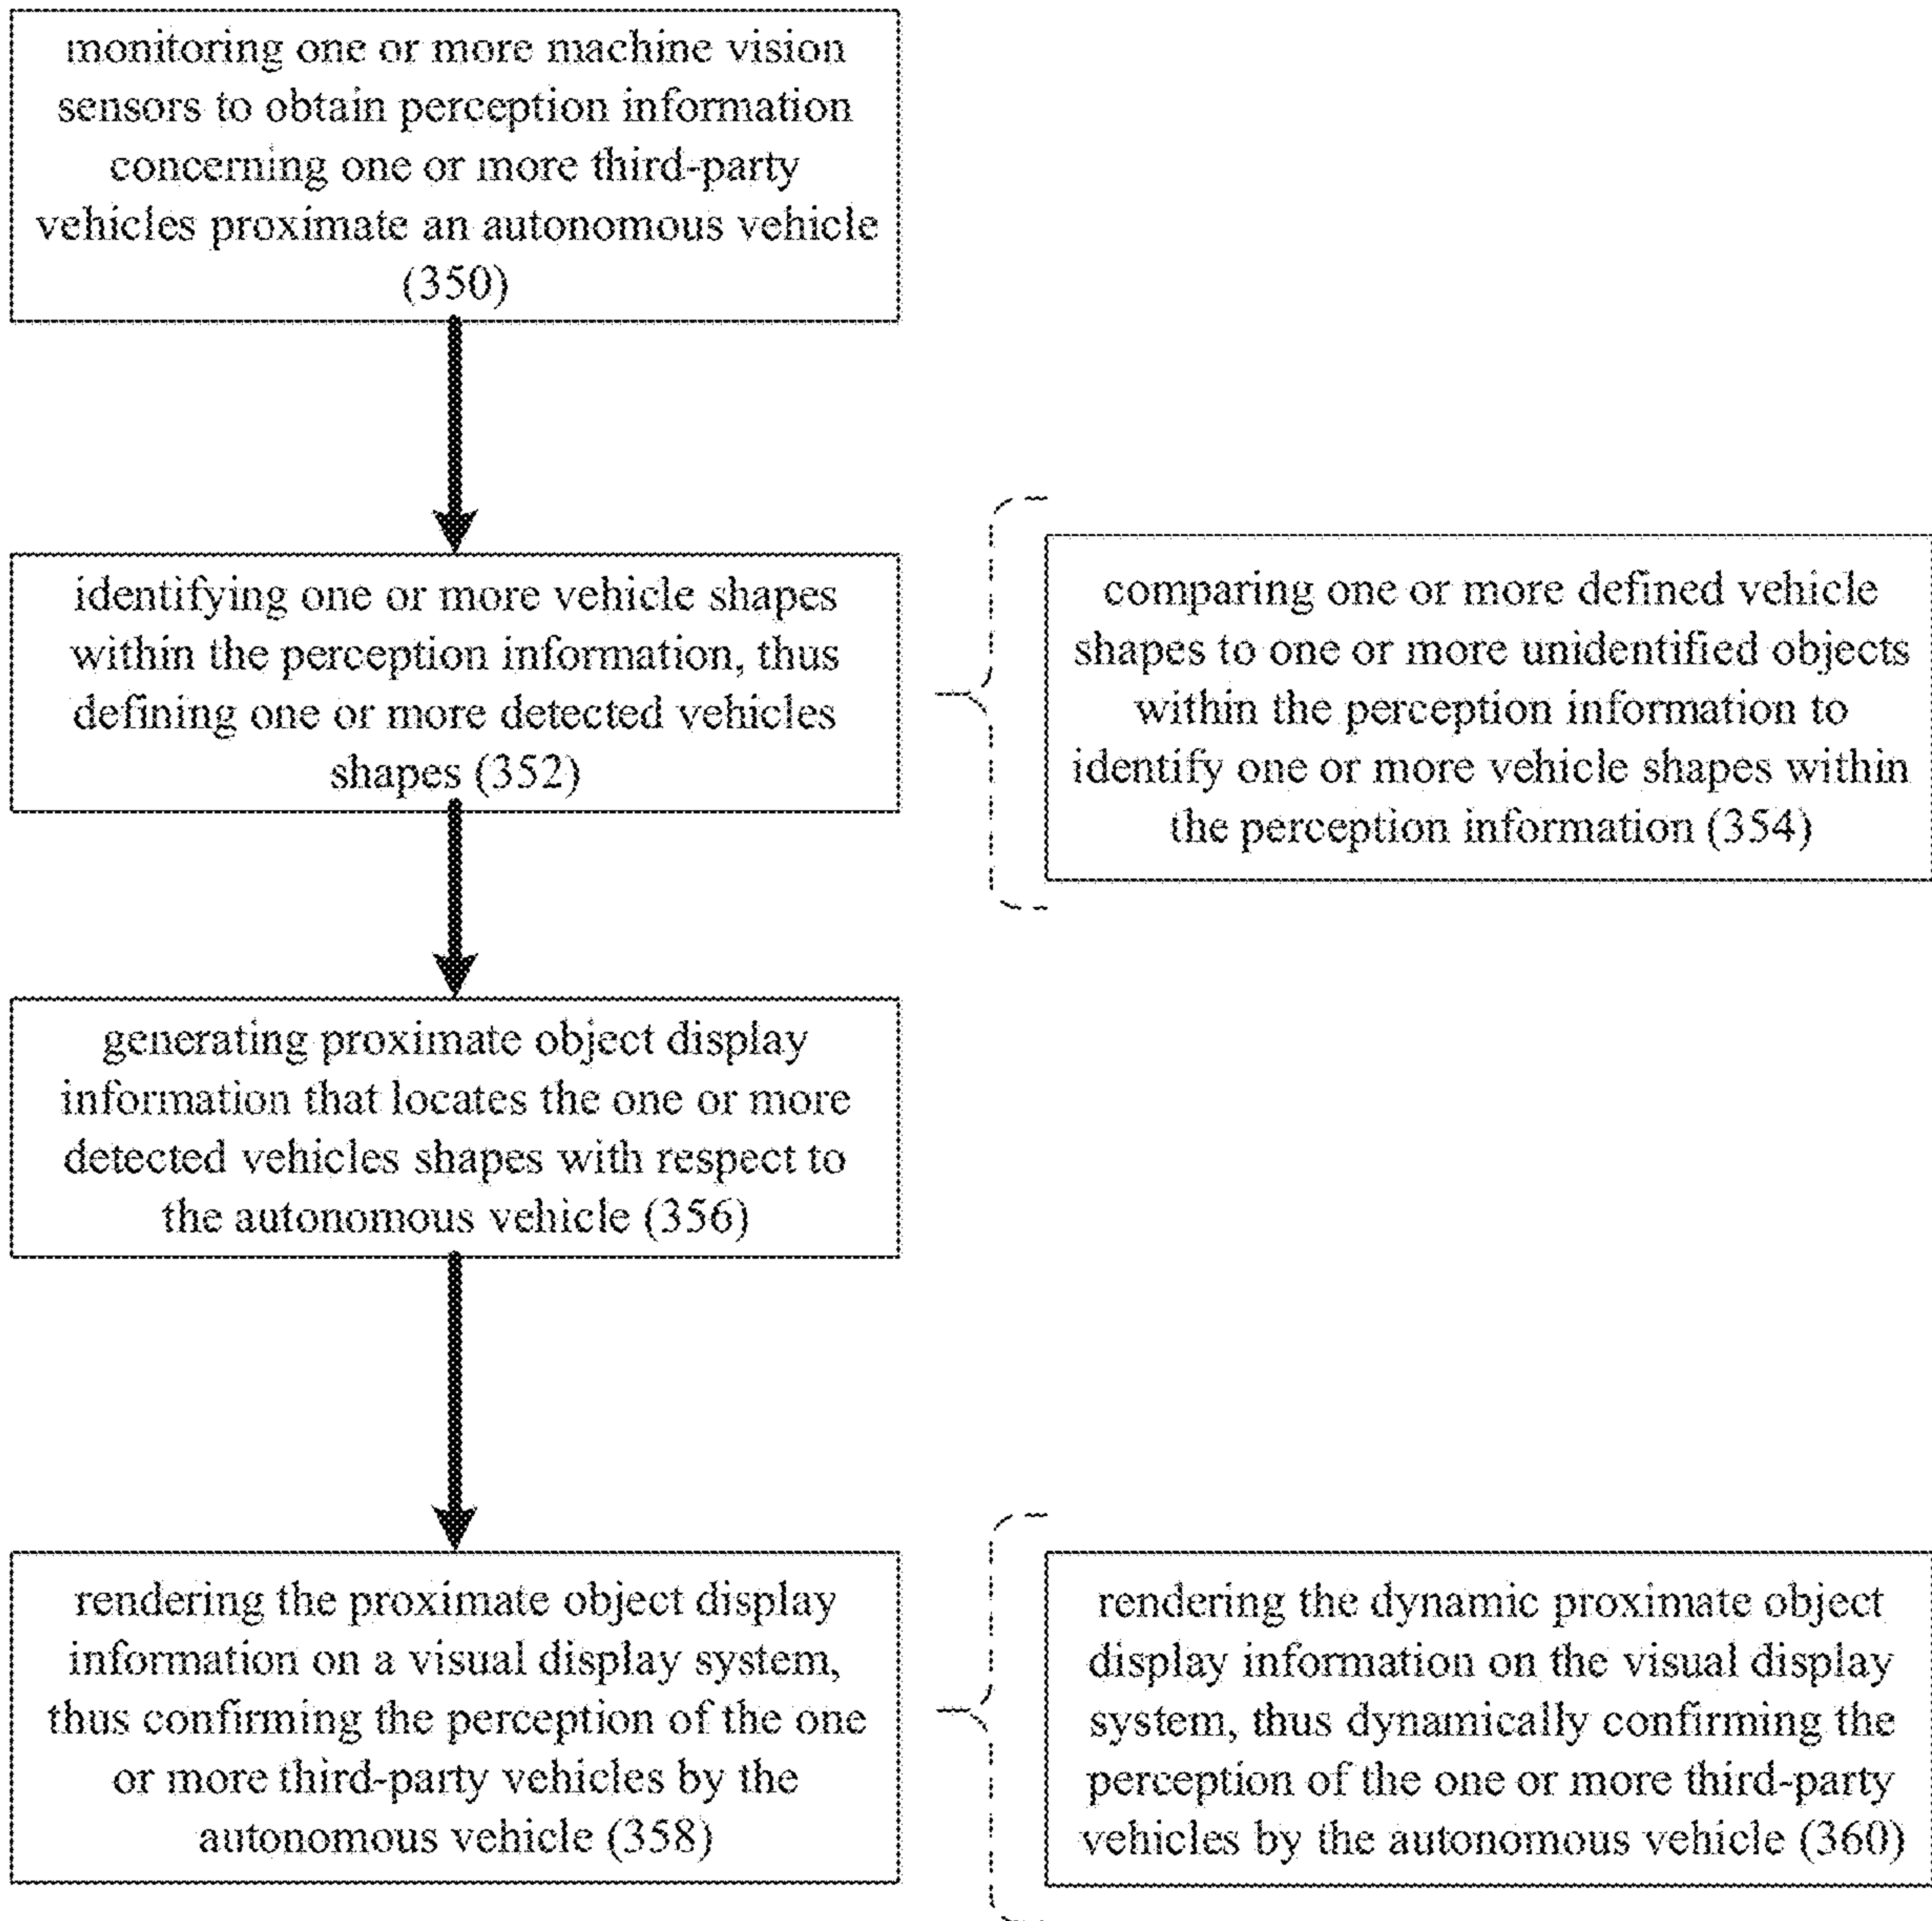 monitoring one or more machine vision
sensors to obtain perception information
concerning one or more third-party
vehicles proximate an autonomous vehicle
(350)
identifying one or more vehicle shapes
within the perception information, thus
defining one or more detected vehicles
shapes (352)
comparing one or more defined vehicle
shapes to one or more unidentified objects
within the perception information to
identify one or more vehicle shapes within
the perception information (354)
generating proximate object display
information that locates the one or more
detected vehicles shapes with respect to
the autonomous vehicle (356)
rendering the proximate object display
information on a visual display system,
thus confirming the perception of the one
or more third-party vehicles by the
autonomous vehicle (358)
rendering the dynamic proximate object
display information on the visual display
system, thus dynamically confirming the
perception of the one or more third-party
vehicles by the autonomous vehicle (360)